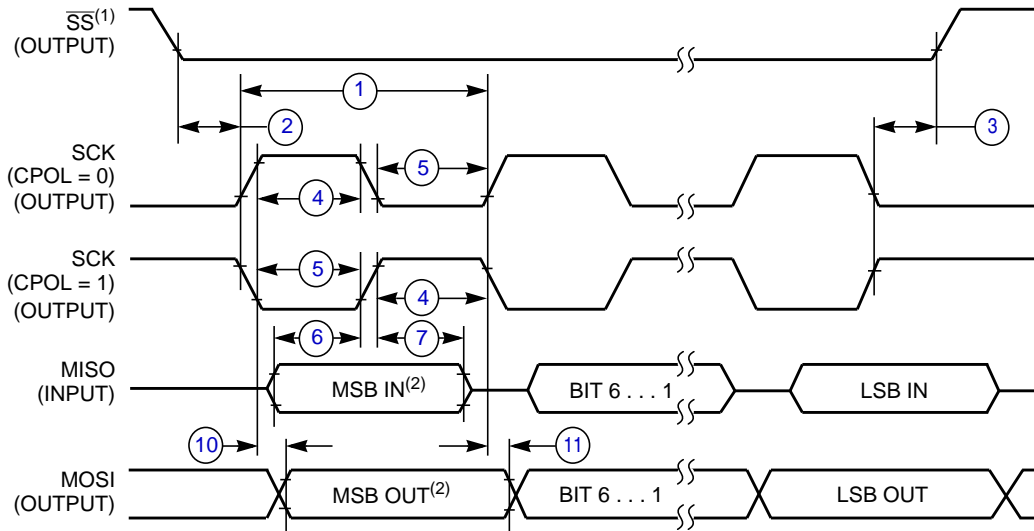 SS(1)
(OUTPUT)
1
2
3
SCK
(CPOL = 0)
(OUTPUT)
5
4
SCK
(CPOL = 1)
(OUTPUT)
5
4
6
7
MISO
(INPUT)
MSB IN(2)
BIT 6 . . . 1
LSB IN
10
11
MOSI
(OUTPUT)
MSB OUT(2)
BIT 6 . . . 1
LSB OUT